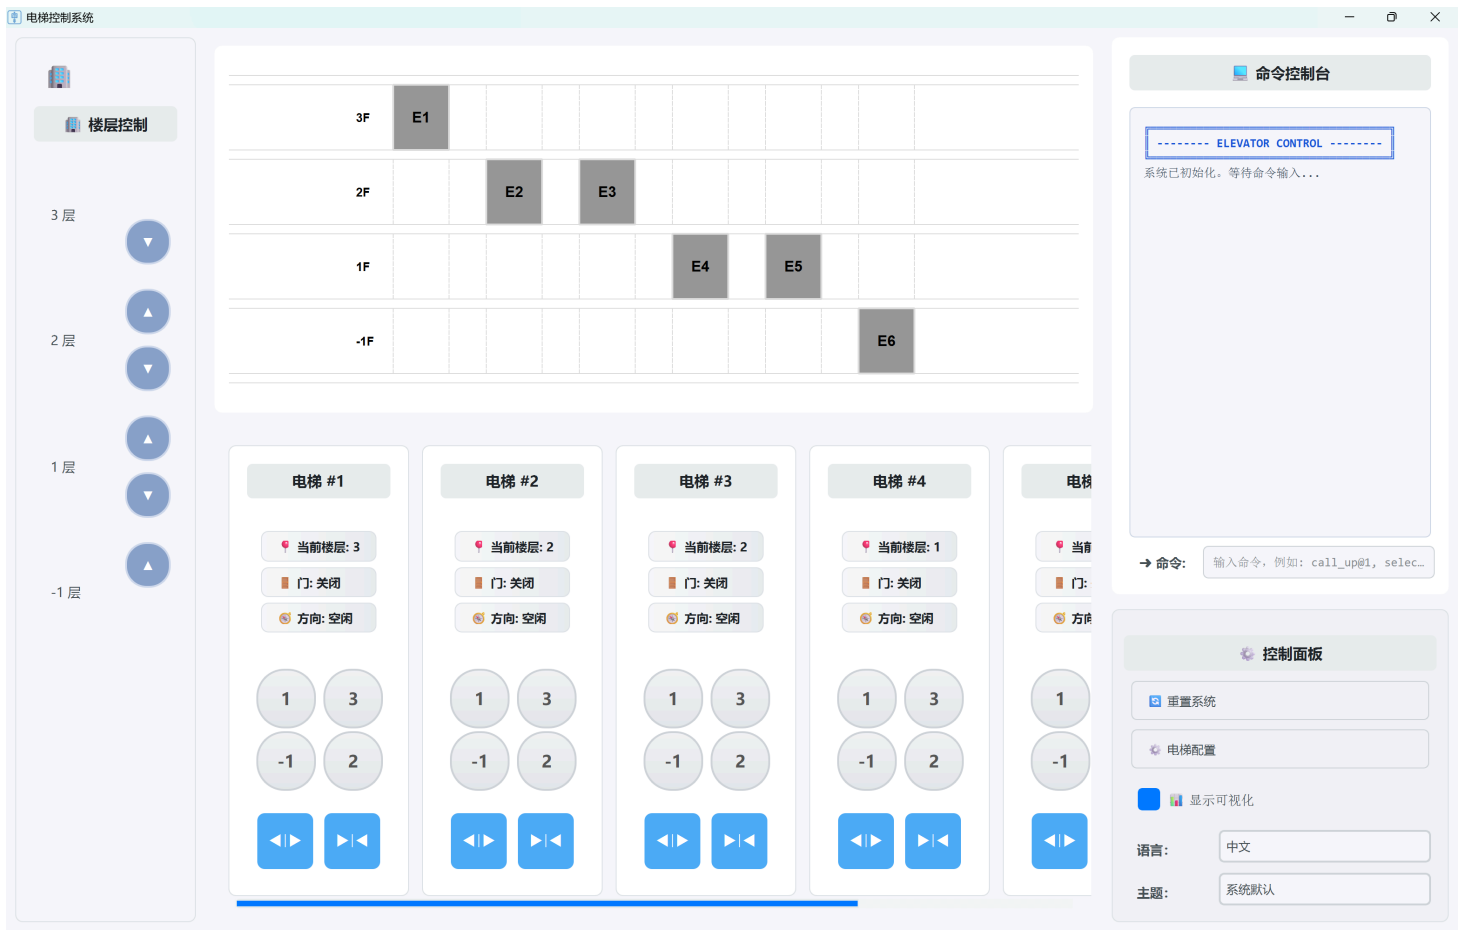 电梯控制系统
楼层控制
3 层
▼
▲
2 层
▼
▲
1 层
▼
▲
-1 层
3F
E1
2F
E2
E3
1F
E4
E5
-1F
E6
电梯 #1
当前楼层: 3
门: 关闭
方向: 空闲
1
3
-1
2
◀|▶
▶|◀
电梯 #2
当前楼层: 2
门: 关闭
方向: 空闲
1
3
-1
2
◀|▶
▶|◀
电梯 #3
当前楼层: 2
门: 关闭
方向: 空闲
1
3
-1
2
◀|▶
▶|◀
电梯 #4
当前楼层: 1
门: 关闭
方向: 空闲
1
3
-1
2
◀|▶
▶|◀
电梯
当前
门:
方向
1
-1
◀|▶
命令控制台
-------- ELEVATOR CONTROL --------
系统已初始化。等待命令输入...
➜ 命令:
输入命令，例如: call_up@1, selec...
控制面板
重置系统
电梯配置
显示可视化
语言:
中文
主题:
系统默认